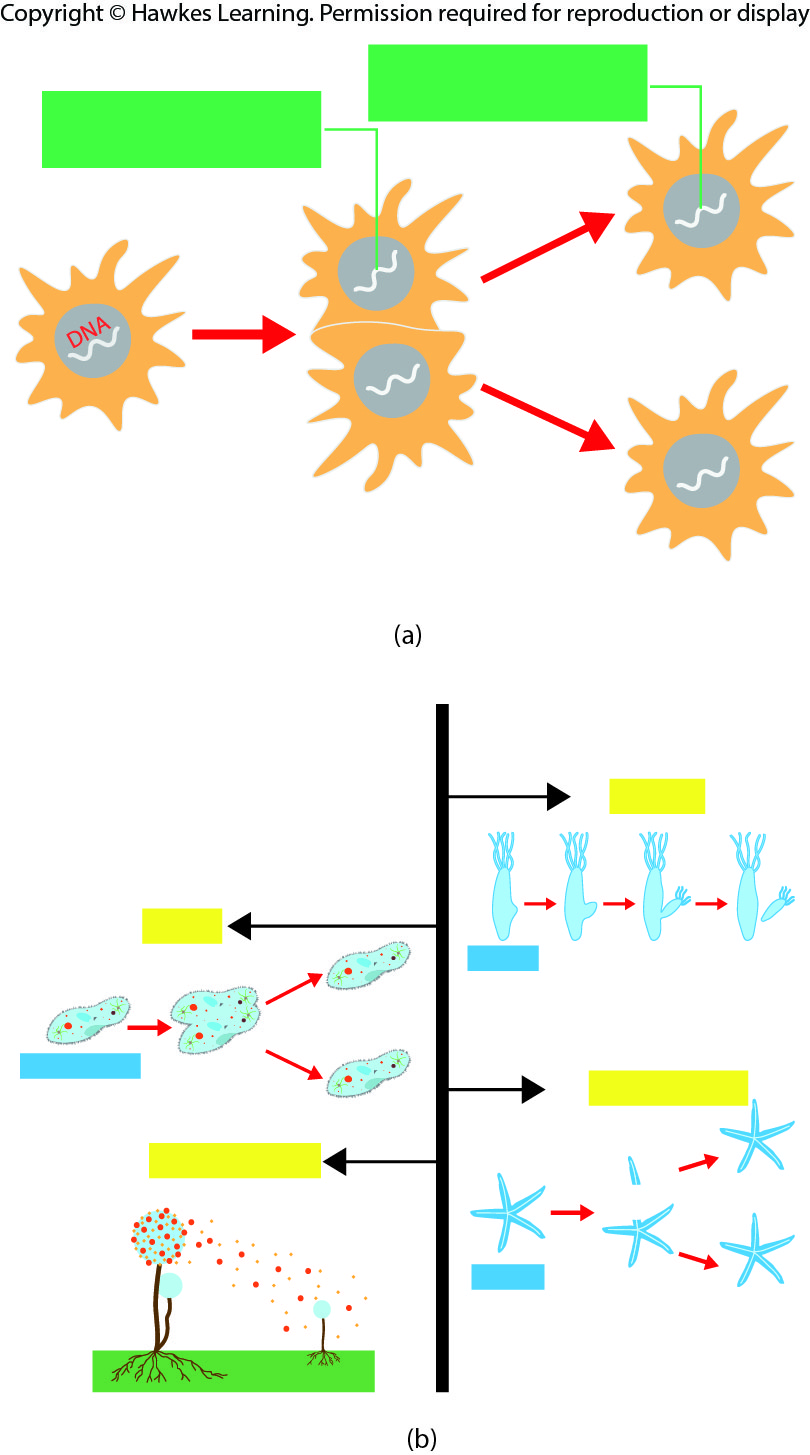 Copyright © Hawkes Learning. Permission required for reproduction or display
DNA
(a)
(b)